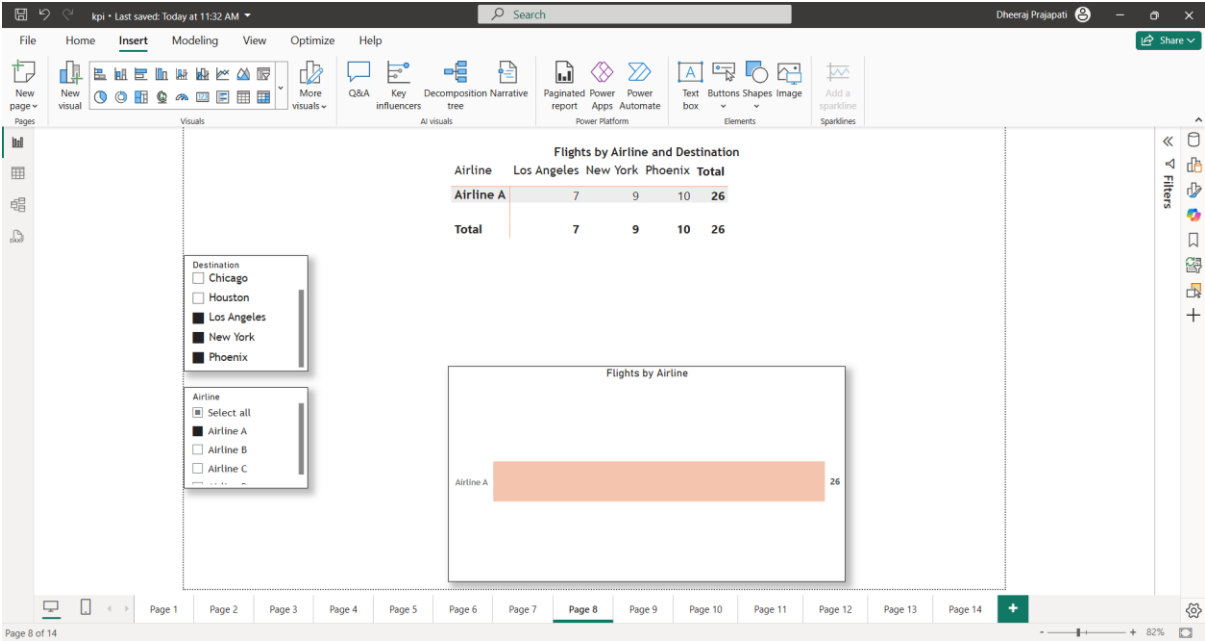 kpi • Last saved: Today at 11:32 AM
Search
Dheeraj Prajapati
File Home Insert Modeling View Optimize Help
Share
New page
New visual
More visuals
Q&A
Key influencers
Decomposition tree
Narrative
Paginated report
Power Apps
Power Automate
Text box
Buttons
Shapes
Image
Add a sparkline
Pages
Visuals
AI visuals
Power Platform
Elements
Sparklines
Filters
Flights by Airline and Destination
Airline Los Angeles New York Phoenix Total
Airline A 7 9 10 26
Total 7 9 10 26
Destination
Chicago
Houston
Los Angeles
New York
Phoenix
Airline
Select all
Airline A
Airline B
Airline C
Flights by Airline
Airline A 26
Page 1 Page 2 Page 3 Page 4 Page 5 Page 6 Page 7 Page 8 Page 9 Page 10 Page 11 Page 12 Page 13 Page 14
Page 8 of 14
- + 82%